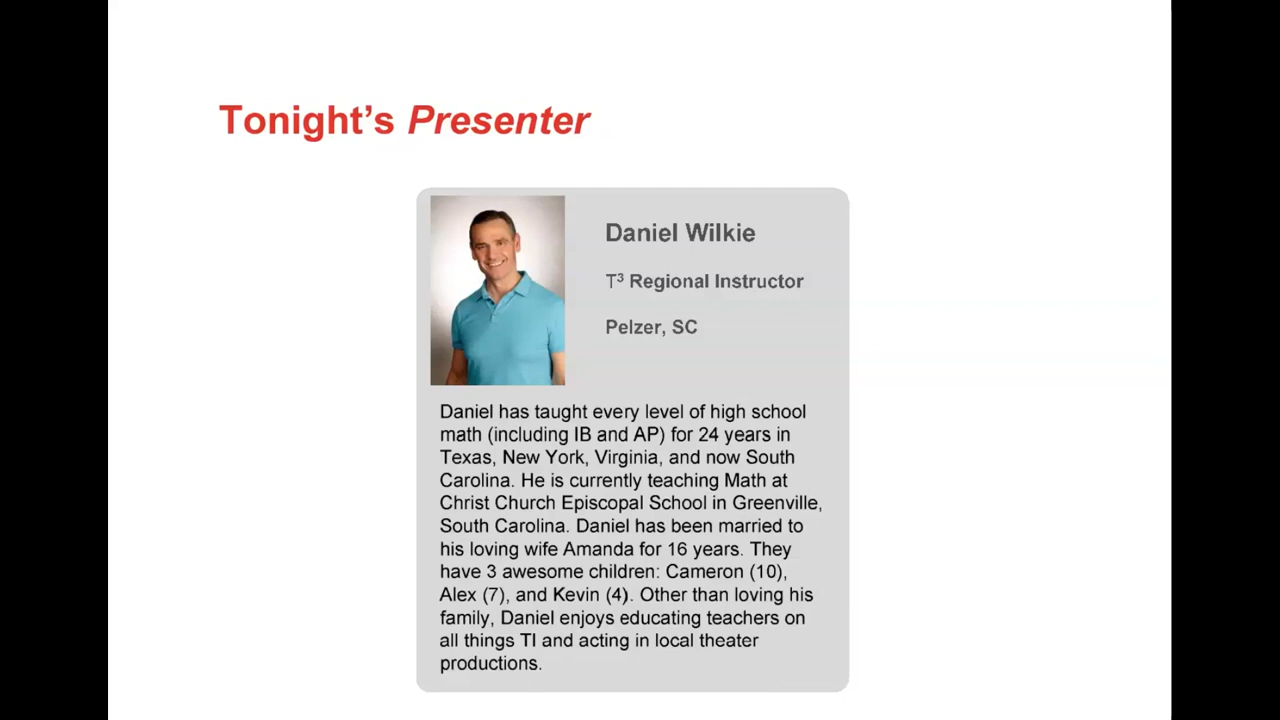 Tonight's Presenter
Daniel Wilkie
T³ Regional Instructor
Pelzer, SC
Daniel has taught every level of high school
math (including IB and AP) for 24 years in
Texas, New York, Virginia, and now South
Carolina. He is currently teaching Math at
Christ Church Episcopal School in Greenville,
South Carolina. Daniel has been married to
his loving wife Amanda for 16 years. They
have 3 awesome children: Cameron (10),
Alex (7), and Kevin (4). Other than loving his
family, Daniel enjoys educating teachers on
all things TI and acting in local theater
productions.